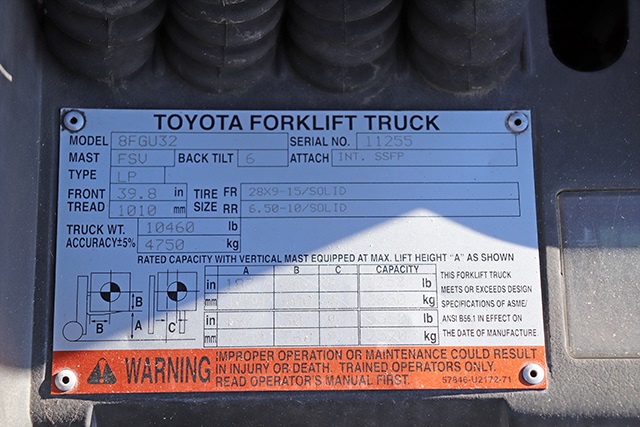 TOYOTA FORKLIFT TRUCK
MODEL 8FGU32 SERIAL NO. 11255
MAST FSV BACK TILT 6 ATTACH INT. SSFP
TYPE LP
FRONT TREAD 39.8 in 1010 mm
TIRE SIZE FR 28X9-15/SOLID
RR 6.50-10/SOLID
TRUCK WT. 10460 lb
ACCURACY±5% 4750 kg
RATED CAPACITY WITH VERTICAL MAST EQUIPPED AT MAX. LIFT HEIGHT "A" AS SHOWN
A B C CAPACITY
in lb
mm kg
in lb
mm kg
B
B A C
THIS FORKLIFT TRUCK
MEETS OR EXCEEDS DESIGN
SPECIFICATIONS OF ASME/
ANSI B56.1 IN EFFECT ON
THE DATE OF MANUFACTURE
WARNING
IMPROPER OPERATION OR MAINTENANCE COULD RESULT
IN INJURY OR DEATH. TRAINED OPERATORS ONLY.
READ OPERATOR'S MANUAL FIRST.
57646-U2172-71